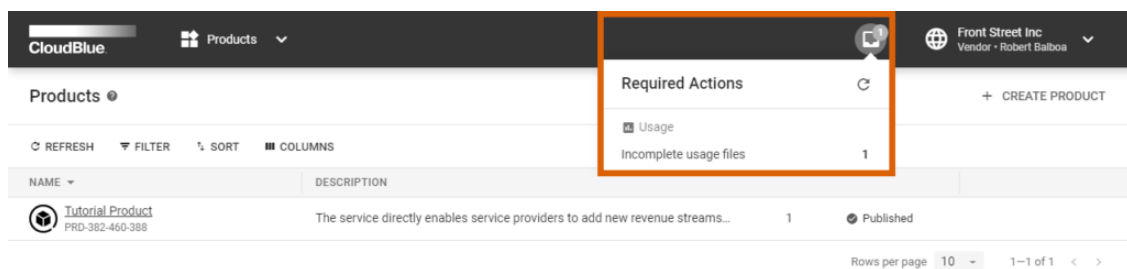 CloudBlue
Products
1
Front Street Inc
Vendor • Robert Balboa
Required Actions
Products
+ CREATE PRODUCT
Usage
Incomplete usage files 1
REFRESH FILTER SORT COLUMNS
NAME DESCRIPTION
Tutorial Product
PRD-382-460-388
The service directly enables service providers to add new revenue streams... 1 Published
Rows per page 10 1–1 of 1 < >